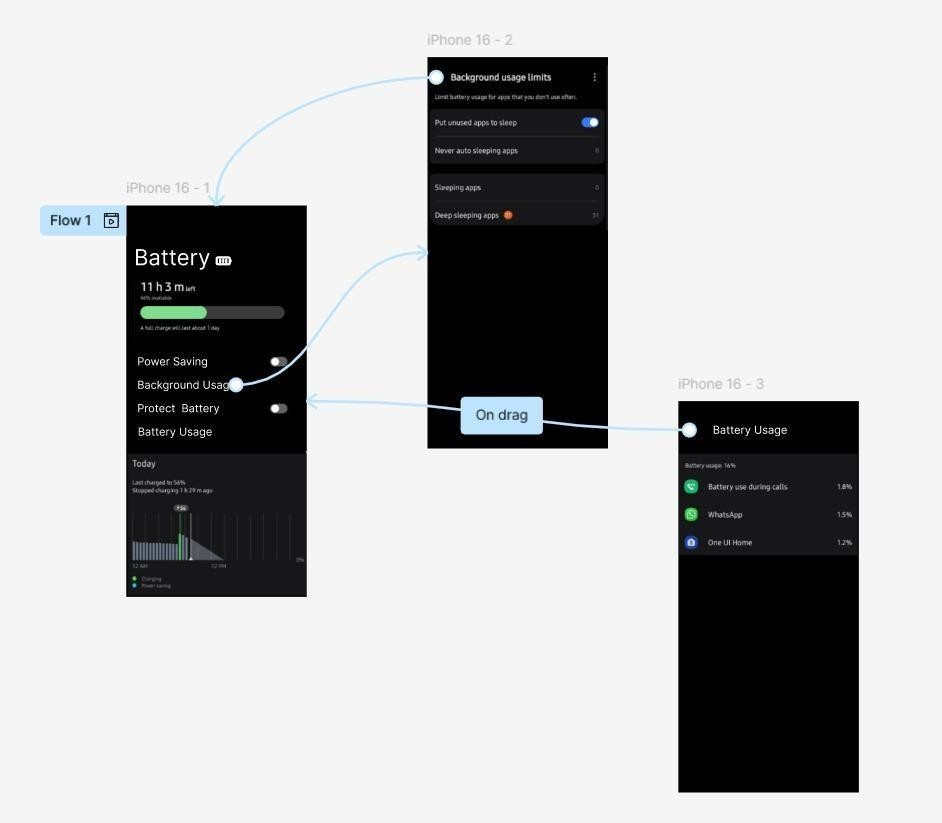 iPhone 16 - 2
Background usage limits
Limit battery usage for apps that you don't use often.
Put unused apps to sleep
Never auto sleeping apps 0
Sleeping apps 0
Deep sleeping apps 31
iPhone 16 - 1
Flow 1
Battery
11 h 3 m left
46% available
A full charge will last about 1 day
Power Saving
Background Usag
Protect Battery
Battery Usage
Today
Last charged to 56%
Stopped charging 1 h 29 m ago
56
0%
12 AM 12 PM
Charging
Power saving
On drag
iPhone 16 - 3
Battery Usage
Battery usage: 16%
Battery use during calls 1.8%
WhatsApp 1.5%
One UI Home 1.2%